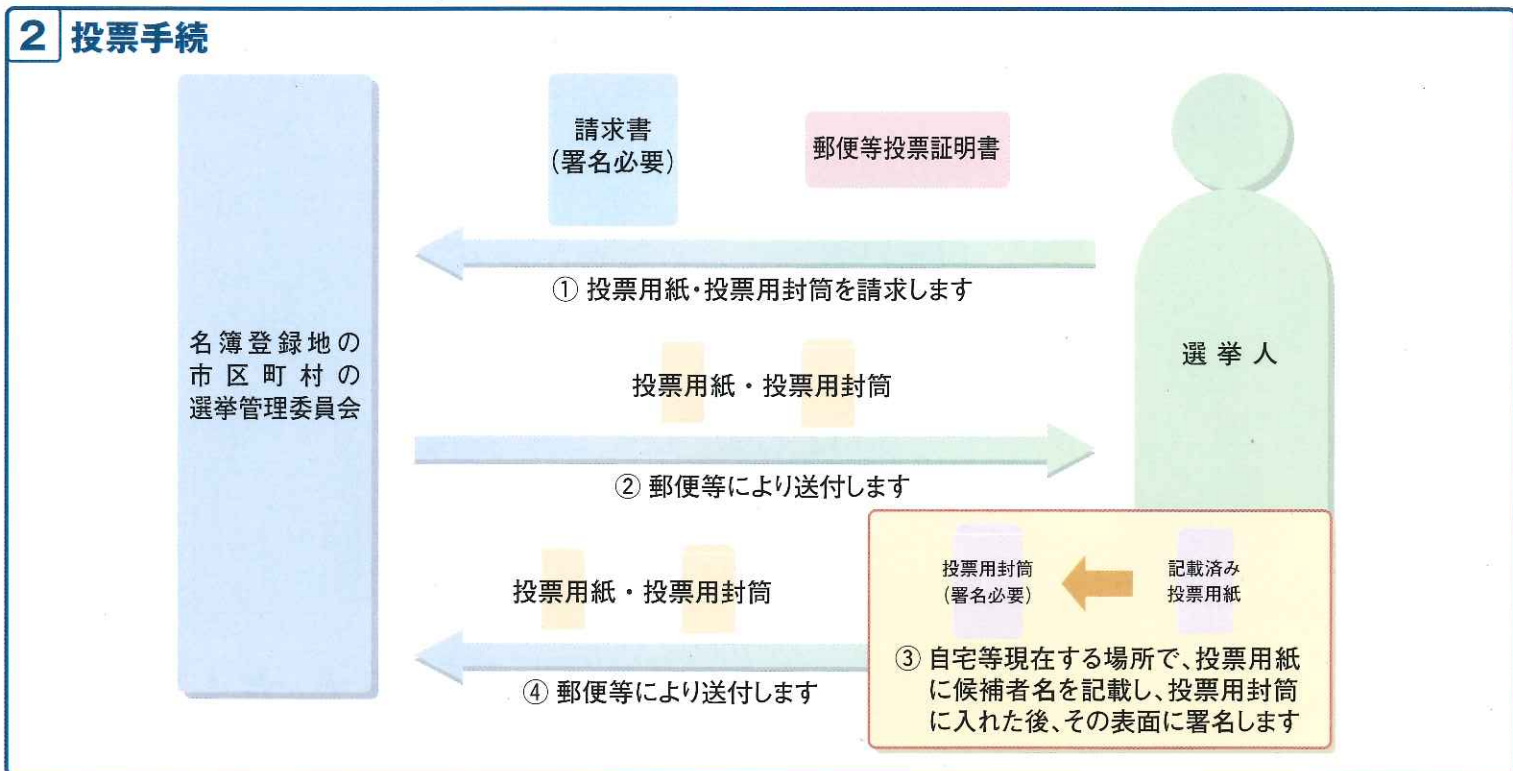 2 投票手続
請求書
(署名必要)
郵便等投票証明書
① 投票用紙・投票用封筒を請求します
名簿登録地の
市区町村の
選挙管理委員会
選挙人
投票用紙・投票用封筒
② 郵便等により送付します
投票用紙・投票用封筒
④ 郵便等により送付します
投票用封筒
(署名必要)
記載済み
投票用紙
③ 自宅等現在する場所で、投票用紙
に候補者名を記載し、投票用封筒
に入れた後、その表面に署名します